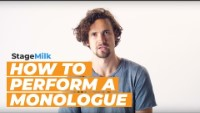 StageMilk
HOW TO
PERFORM A
MONOLOGUE